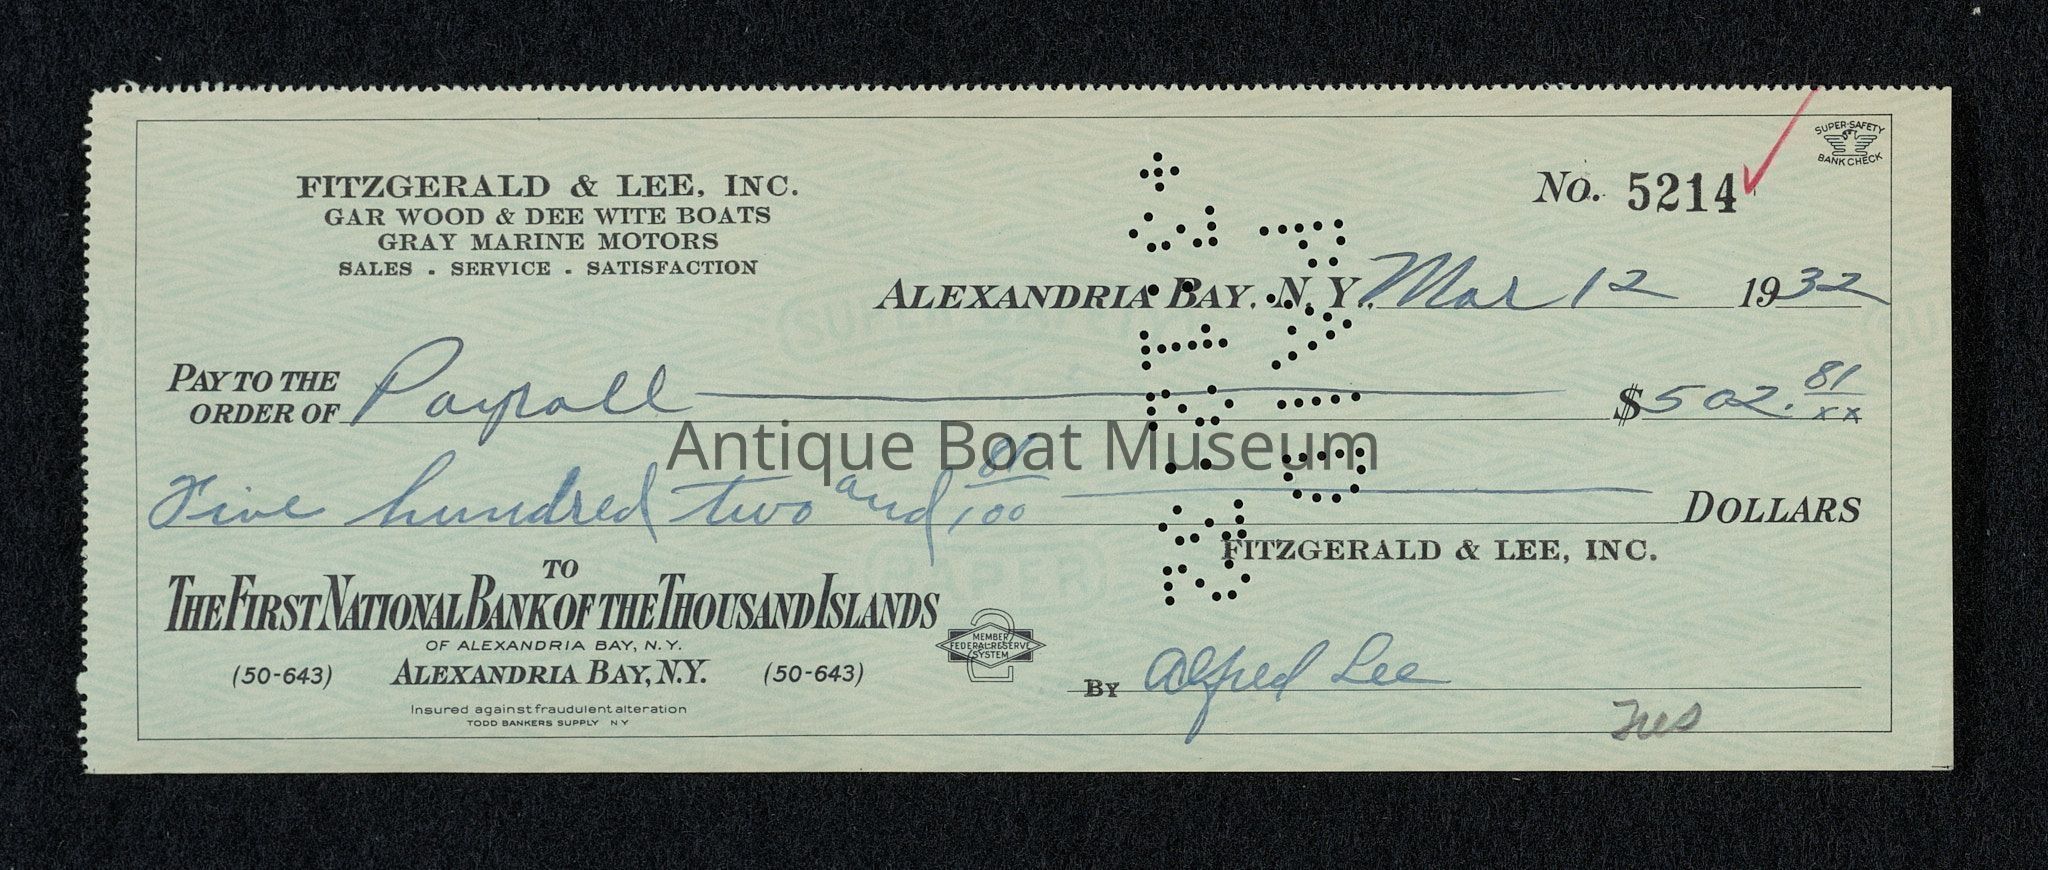 SUPER-SAFETY
BANK CHECK
FITZGERALD & LEE, INC.
GAR WOOD & DEE WITE BOATS
GRAY MARINE MOTORS
SALES - SERVICE - SATISFACTION
No. 5214
ALEXANDRIA BAY, N.Y. Mar 12 1932
PAY TO THE ORDER OF Payroll $502.81/xx
Antique Boat Museum
Five hundred two and 81/100 DOLLARS
FITZGERALD & LEE, INC.
TO
THE FIRST NATIONAL BANK OF THE THOUSAND ISLANDS
OF ALEXANDRIA BAY, N.Y.
(50-643) ALEXANDRIA BAY, N.Y. (50-643)
MEMBER
FEDERAL RESERVE
SYSTEM
2
By Alfred Lee
Insured against fraudulent alteration
TODD BANKERS SUPPLY NY